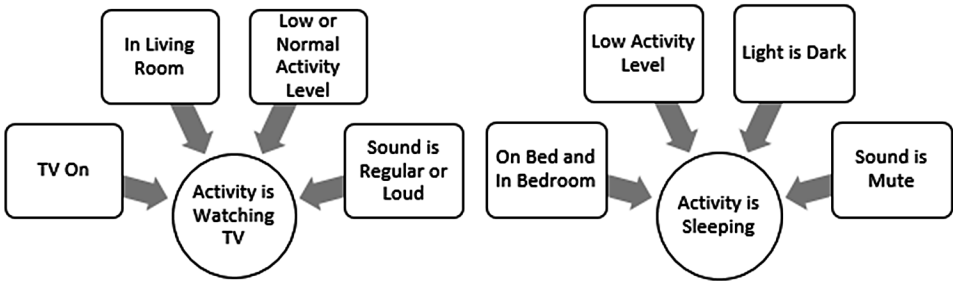 TV On
In Living
Room
Low or
Normal
Activity
Level
Sound is
Regular or
Loud
Activity is
Watching
TV
On Bed and
In Bedroom
Low Activity
Level
Light is Dark
Sound is
Mute
Activity is
Sleeping